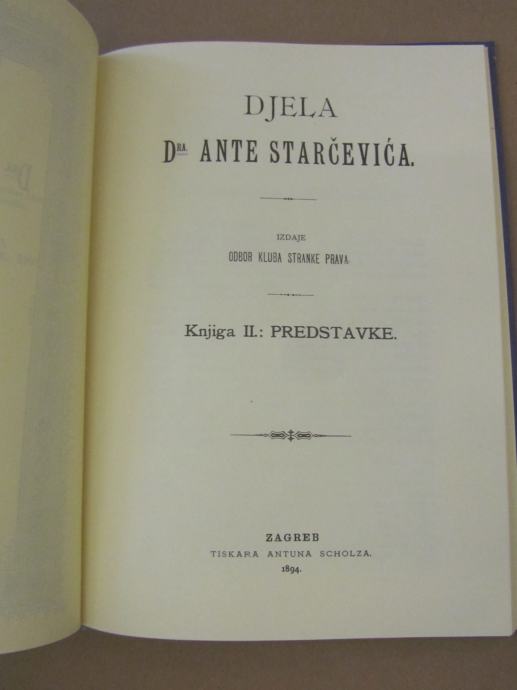 DJELA
DRA. ANTE STARČEVIĆA.
IZDAJE
ODBOR KLUBA STRANKE PRAVA.
Knjiga II.: PREDSTAVKE.
ZAGREB
TISKARA ANTUNA SCHOLZA.
1894.